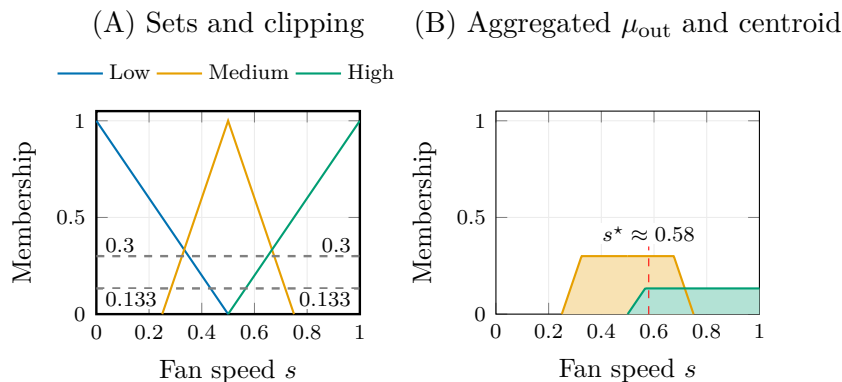 (A) Sets and clipping
(B) Aggregated μout and centroid
Low Medium High
Membership
1
0.5
0
0.3 0.3
0.133 0.133
0 0.2 0.4 0.6 0.8 1
Fan speed s
Membership
1
0.5
0
s⋆ ≈ 0.58
0 0.2 0.4 0.6 0.8 1
Fan speed s